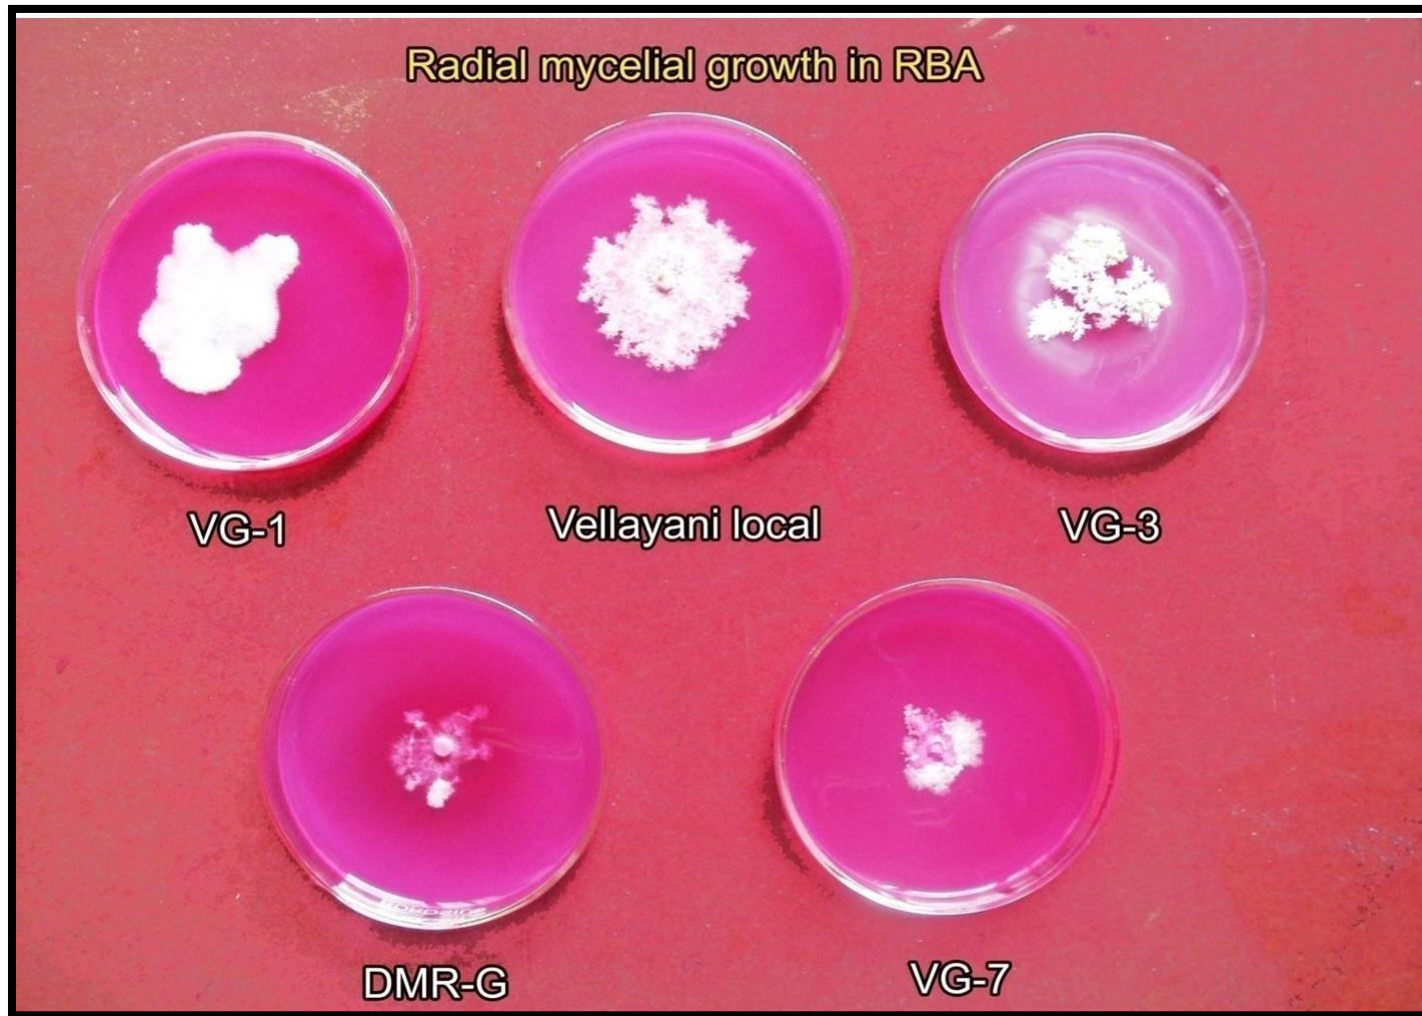 Radial mycelial growth in RBA
VG-1
Vellayani local
VG-3
DMR-G
VG-7